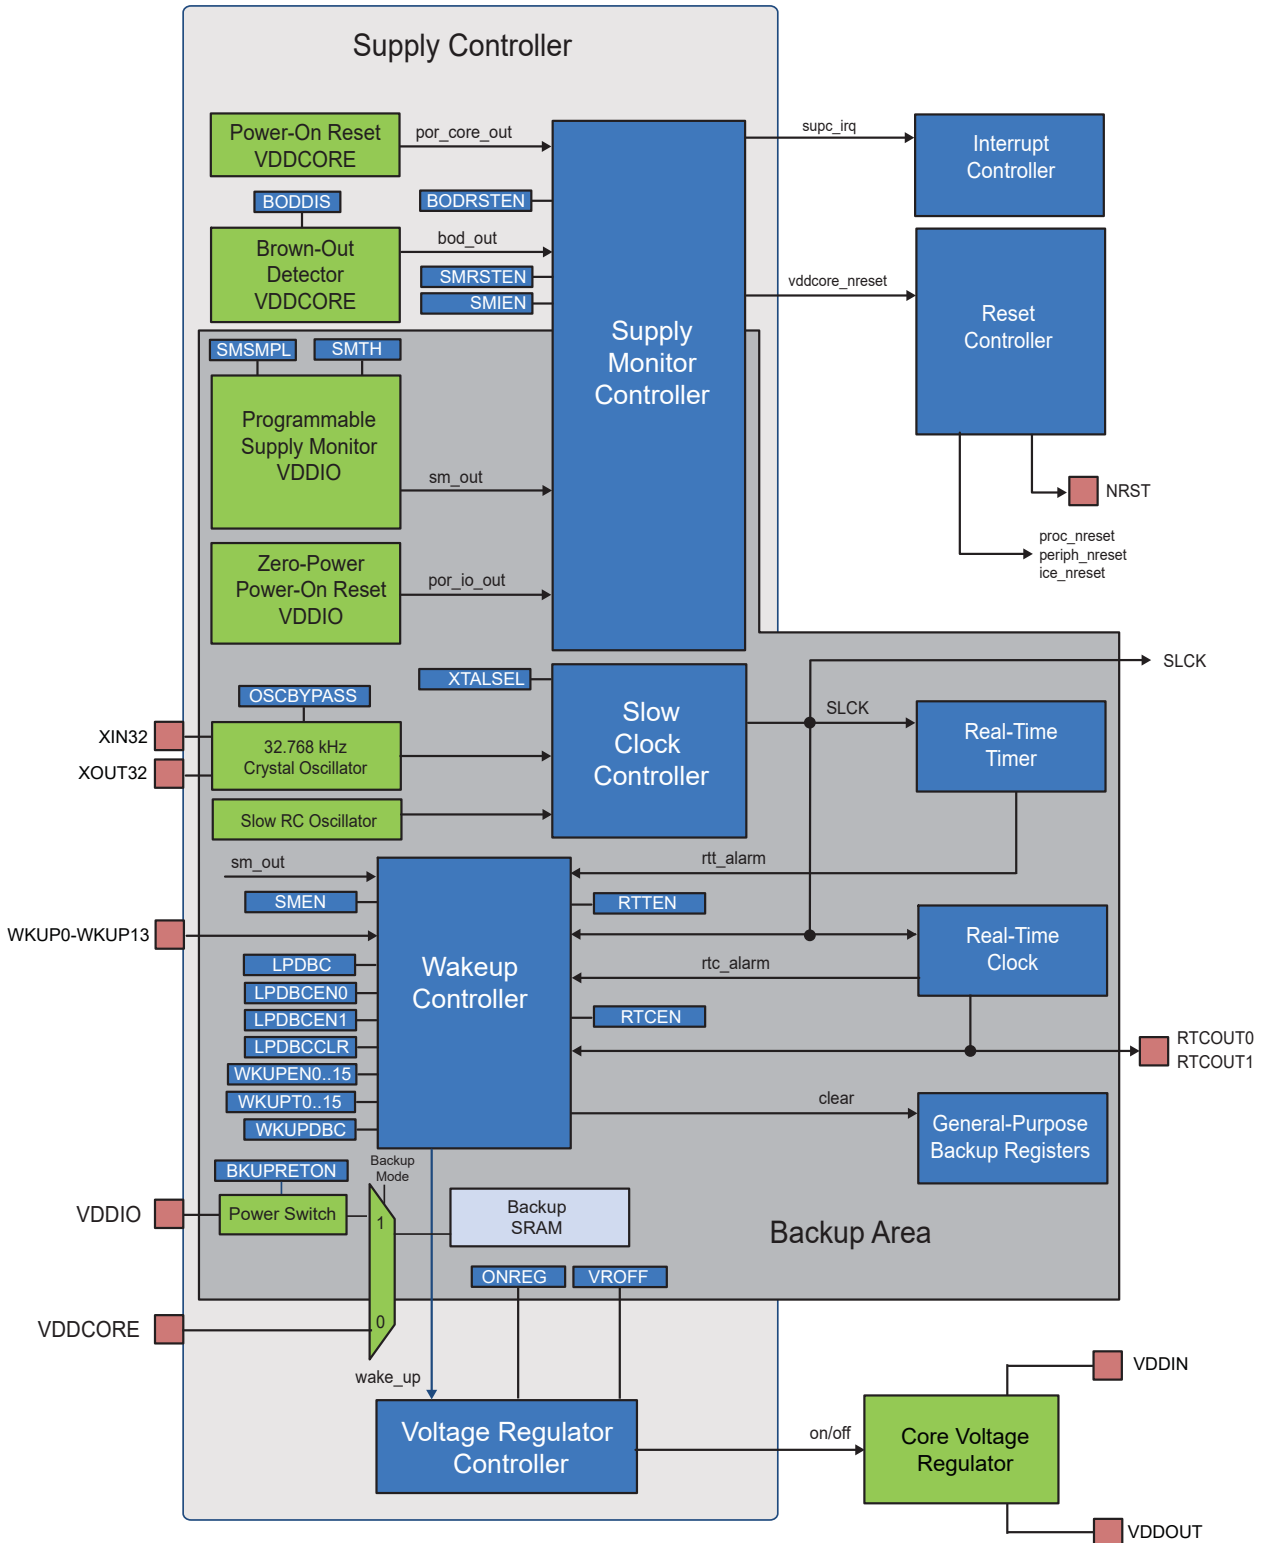 Supply Controller
Power-On Reset
VDDCORE
por_core_out
supc_irq
Interrupt
Controller
BODDIS
BODRSTEN
Brown-Out
Detector
VDDCORE
bod_out
SMRSTEN
SMIEN
vddcore_nreset
Reset
Controller
Supply
Monitor
Controller
SMSMPL
SMTH
Programmable
Supply Monitor
VDDIO
sm_out
NRST
proc_nreset
periph_nreset
ice_nreset
Zero-Power
Power-On Reset
VDDIO
por_io_out
XTALSEL
SLCK
OSCBYPASS
Slow
Clock
Controller
SLCK
Real-Time
Timer
XIN32
XOUT32
32.768 kHz
Crystal Oscillator
Slow RC Oscillator
sm_out
rtt_alarm
SMEN
RTTEN
WKUP0-WKUP13
Wakeup
Controller
Real-Time
Clock
LPDBC
rtc_alarm
LPDBCEN0
LPDBCEN1
RTCEN
LPDBCCLR
RTCOUT0
RTCOUT1
WKUPEN0..15
WKUPT0..15
clear
WKUPDBC
General-Purpose
Backup Registers
BKUPRETON
Backup
Mode
VDDIO
Power Switch
1
Backup
SRAM
Backup Area
ONREG
VROFF
VDDCORE
0
wake_up
VDDIN
Voltage Regulator
Controller
on/off
Core Voltage
Regulator
VDDOUT